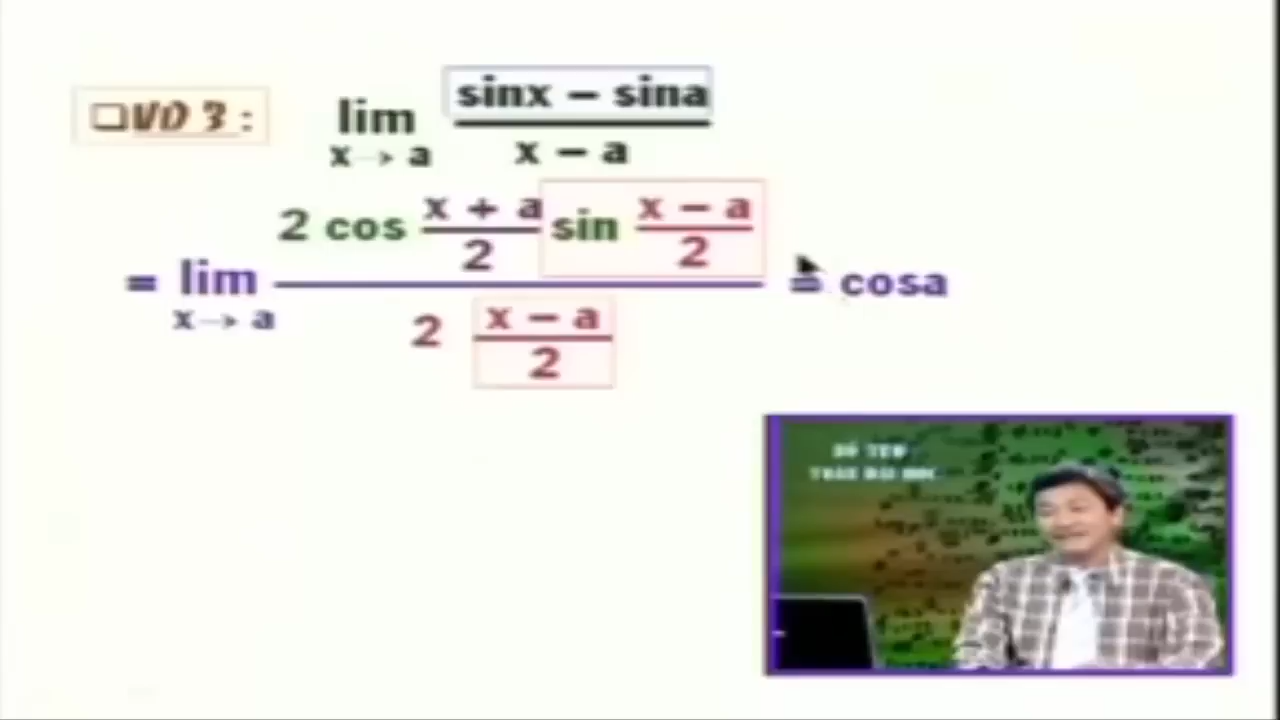 ❑VD 3 :
lim x→a (sinx – sina)/(x – a)
= lim x→a (2 cos (x + a)/2 sin (x – a)/2)/(2 (x – a)/2) = cosa